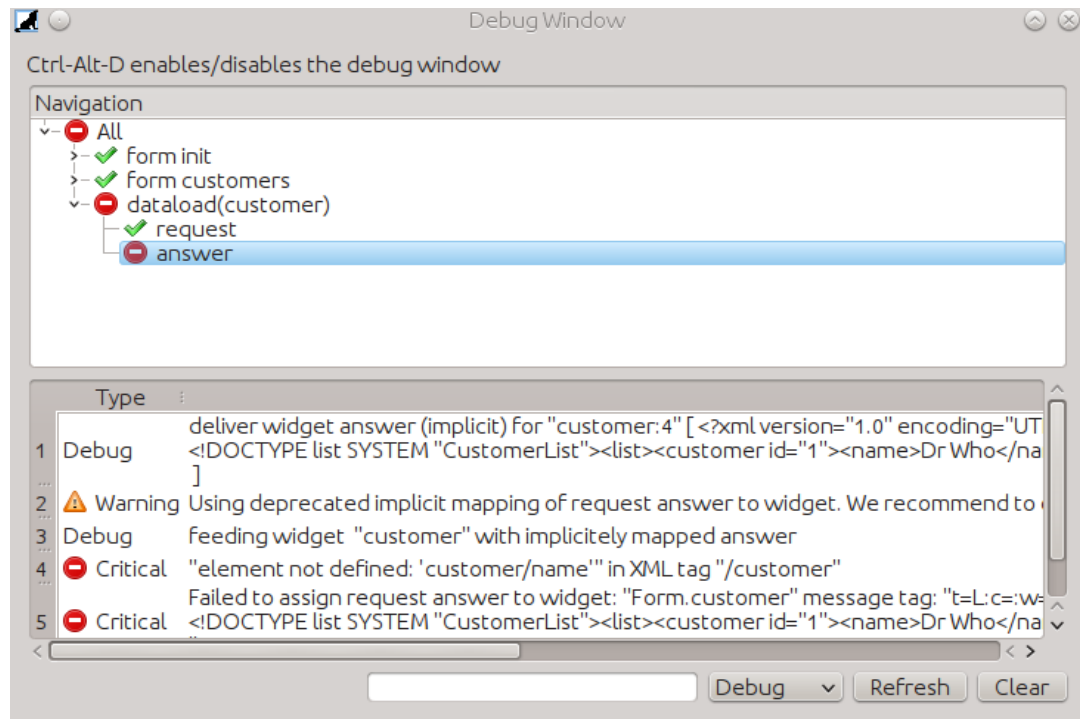 Debug Window
Ctrl-Alt-D enables/disables the debug window
Navigation
All
form init
form customers
dataload(customer)
request
answer
Type
1 Debug deliver widget answer (implicit) for "customer:4" [ <?xml version="1.0" encoding="UT
<!DOCTYPE list SYSTEM "CustomerList"><list><customer id="1"><name>Dr Who</na
]
2 Warning Using deprecated implicit mapping of request answer to widget. We recommend to
3 Debug feeding widget "customer" with implicitely mapped answer
4 Critical "element not defined: 'customer/name'" in XML tag "/customer"
5 Critical Failed to assign request answer to widget: "Form.customer" message tag: "t=L:c=:w=
<!DOCTYPE list SYSTEM "CustomerList"><list><customer id="1"><name>Dr Who</na
Debug Refresh Clear